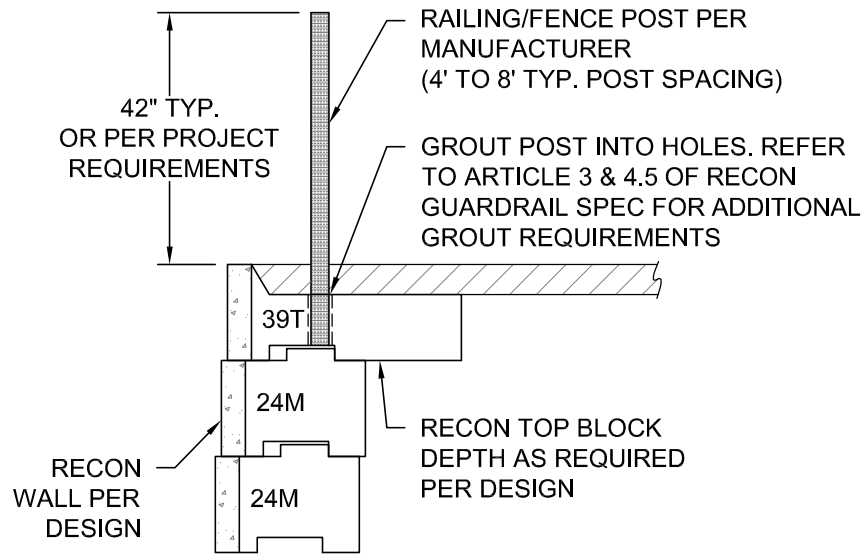 RAILING/FENCE POST PER
MANUFACTURER
(4' TO 8' TYP. POST SPACING)
42" TYP.
OR PER PROJECT
REQUIREMENTS
GROUT POST INTO HOLES. REFER
TO ARTICLE 3 & 4.5 OF RECON
GUARDRAIL SPEC FOR ADDITIONAL
GROUT REQUIREMENTS
39T
24M
RECON TOP BLOCK
DEPTH AS REQUIRED
PER DESIGN
RECON
WALL PER
DESIGN
24M